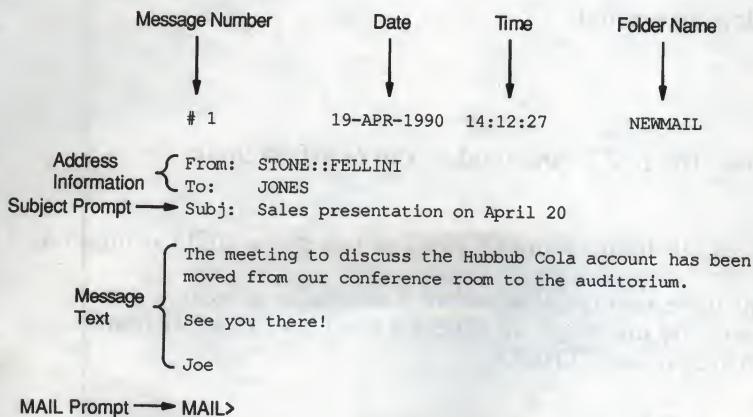 Message Number Date Time Folder Name
# 1 19-APR-1990 14:12:27 NEWMAIL
Address
Information
From: STONE::FELLINI
To: JONES
Subject Prompt Subj: Sales presentation on April 20
The meeting to discuss the Hubbub Cola account has been
moved from our conference room to the auditorium.
Message
Text
See you there!
Joe
MAIL Prompt MAIL>